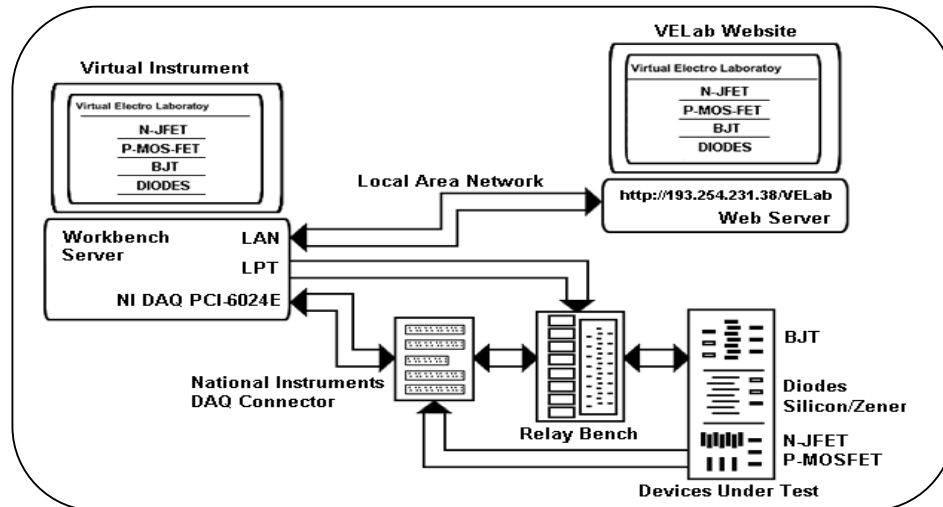 VELab Website
Virtual Electro Laboratoy
N-JFET
P-MOS-FET
BJT
DIODES
http://193.254.231.38/VELab
Web Server
Virtual Instrument
Virtual Electro Laboratoy
N-JFET
P-MOS-FET
BJT
DIODES
Local Area Network
Workbench
Server
LAN
LPT
NI DAQ PCI-6024E
National Instruments
DAQ Connector
Relay Bench
BJT
Diodes
Silicon/Zener
N-JFET
P-MOSFET
Devices Under Test